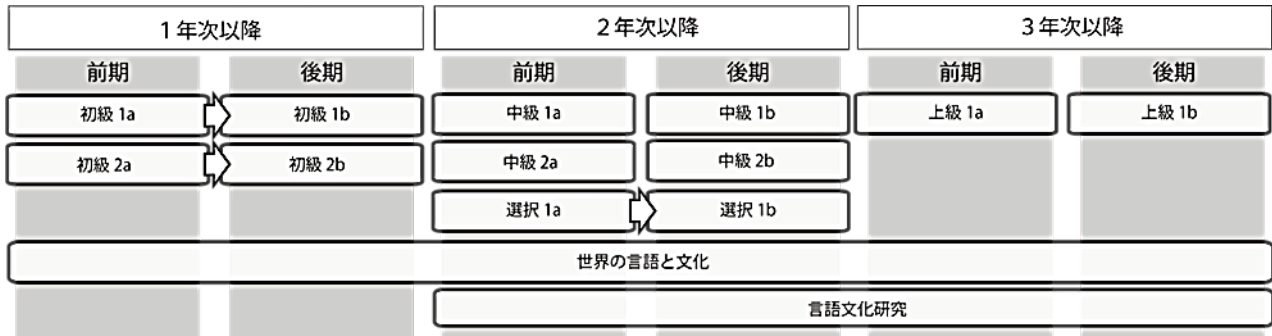 1年次以降 2年次以降 3年次以降
前期 後期 前期 後期 前期 後期
初級 1a 初級 1b 中級 1a 中級 1b 上級 1a 上級 1b
初級 2a 初級 2b 中級 2a 中級 2b
選択 1a 選択 1b
世界の言語と文化
言語文化研究